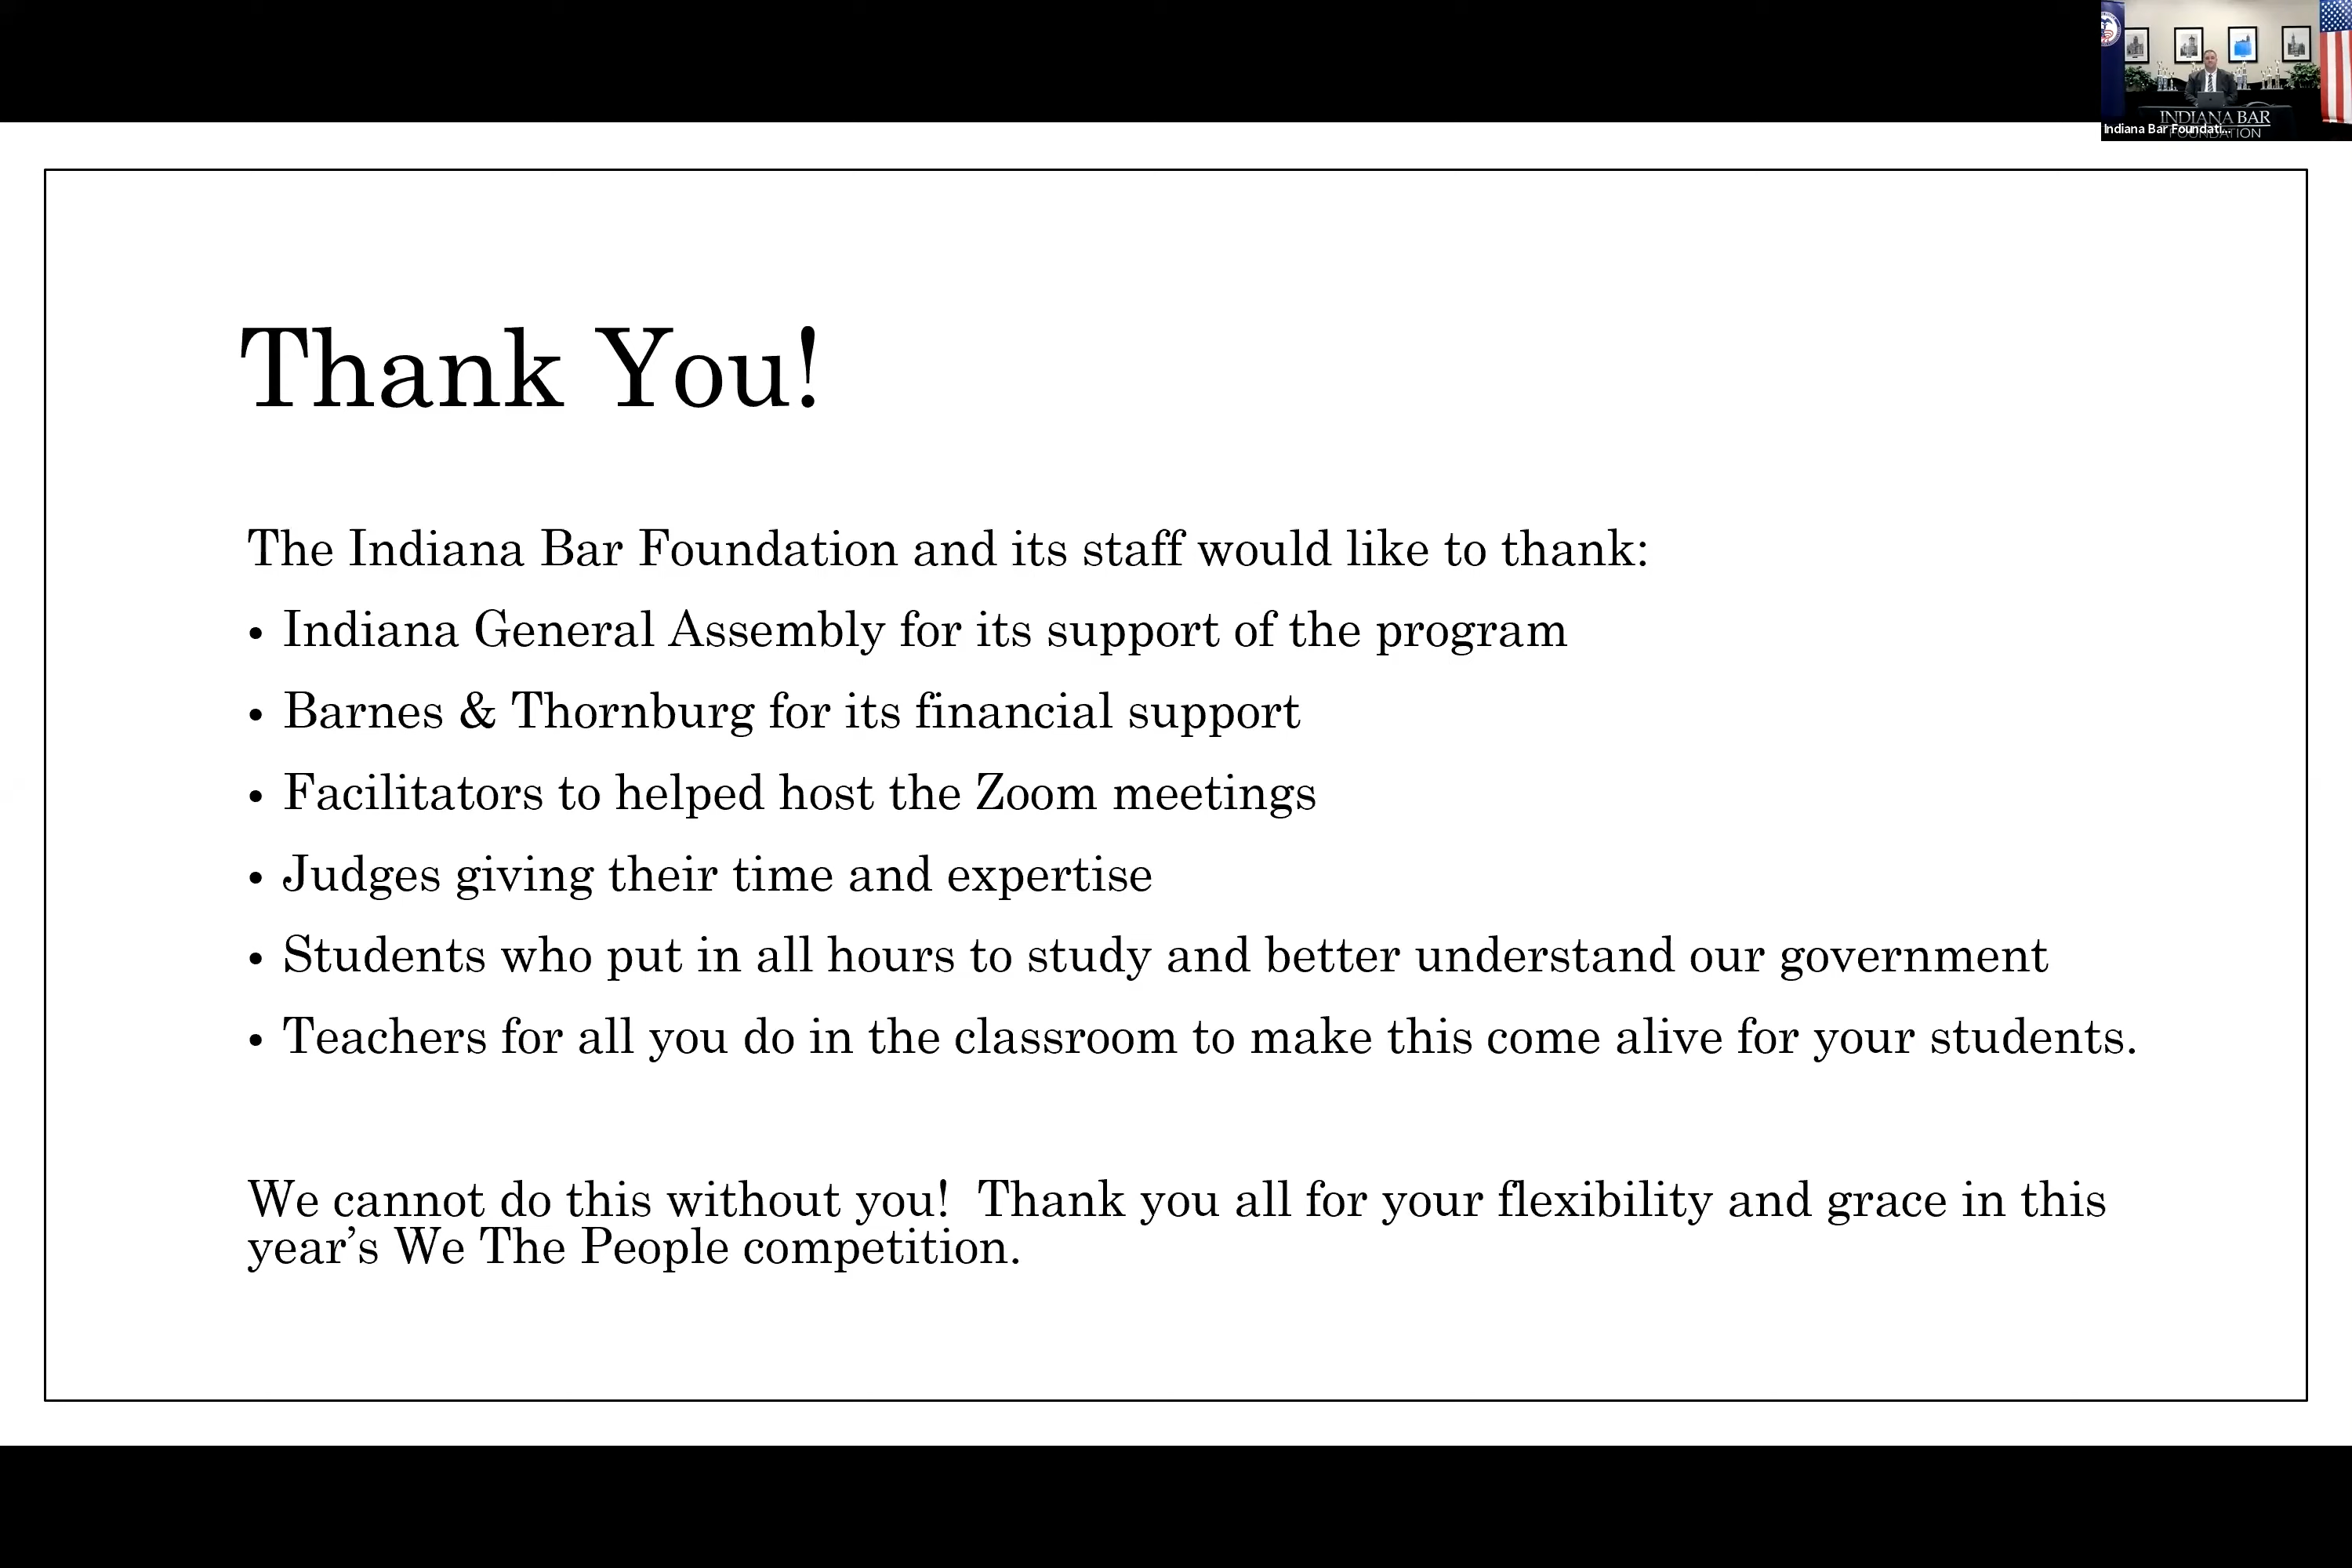 Indiana Bar Foundati...
INDIANA BAR
FOUNDATION
Thank You!
The Indiana Bar Foundation and its staff would like to thank:
• Indiana General Assembly for its support of the program
• Barnes & Thornburg for its financial support
• Facilitators to helped host the Zoom meetings
• Judges giving their time and expertise
• Students who put in all hours to study and better understand our government
• Teachers for all you do in the classroom to make this come alive for your students.
We cannot do this without you!  Thank you all for your flexibility and grace in this
year’s We The People competition.